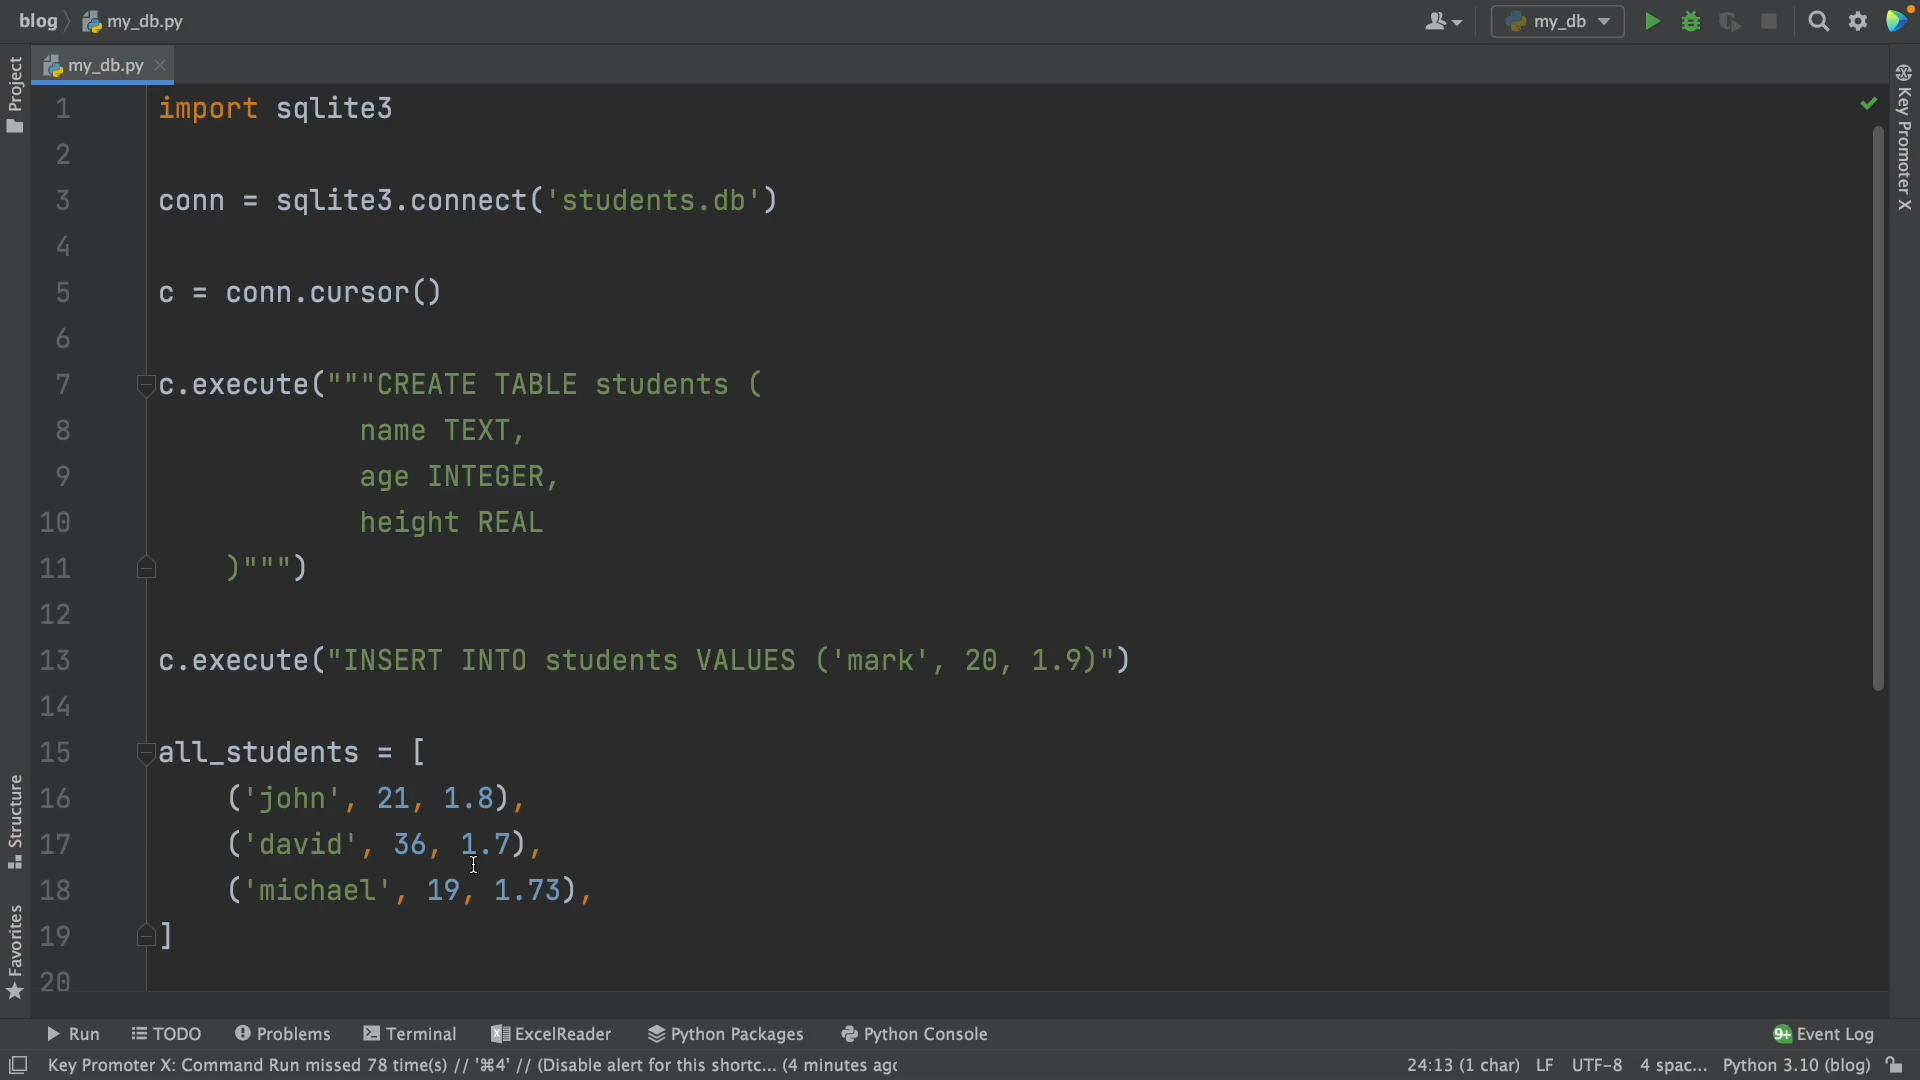 blog my_db.py my_db
my_db.py
Project
Key Promoter X
Structure
Favorites
1 import sqlite3
2
3 conn = sqlite3.connect('students.db')
4
5 c = conn.cursor()
6
7 c.execute("""CREATE TABLE students (
8 name TEXT,
9 age INTEGER,
10 height REAL
11 )""")
12
13 c.execute("INSERT INTO students VALUES ('mark', 20, 1.9)")
14
15 all_students = [
16 ('john', 21, 1.8),
17 ('david', 36, 1.7),
18 ('michael', 19, 1.73),
19 ]
20
Run TODO Problems Terminal ExcelReader Python Packages Python Console 9+ Event Log
Key Promoter X: Command Run missed 78 time(s) // '⌘4' // (Disable alert for this shortc... (4 minutes agc 24:13 (1 char) LF UTF-8 4 spac... Python 3.10 (blog)